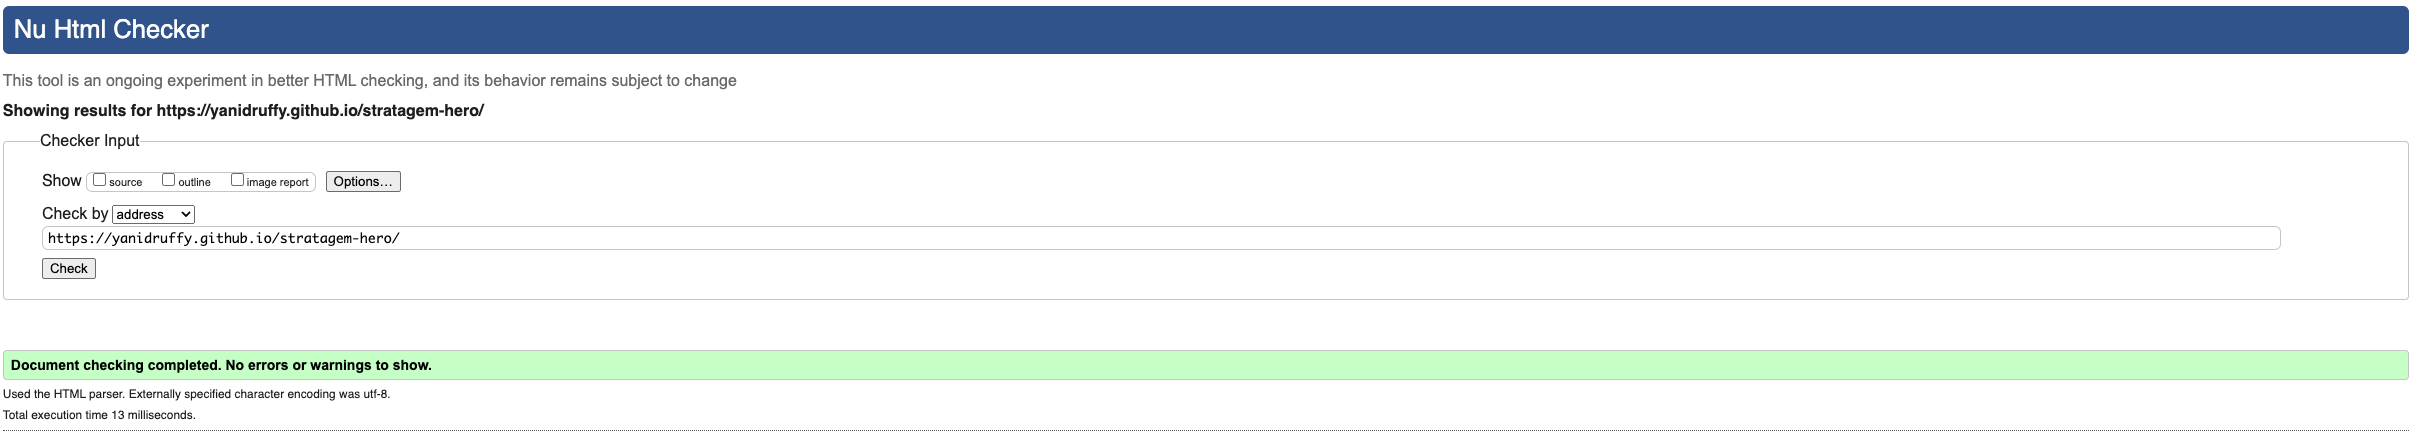 Nu Html Checker
This tool is an ongoing experiment in better HTML checking, and its behavior remains subject to change
Showing results for https://yanidruffy.github.io/stratagem-hero/
Checker Input
Show source outline image report Options...
Check by address
https://yanidruffy.github.io/stratagem-hero/
Check
Document checking completed. No errors or warnings to show.
Used the HTML parser. Externally specified character encoding was utf-8.
Total execution time 13 milliseconds.